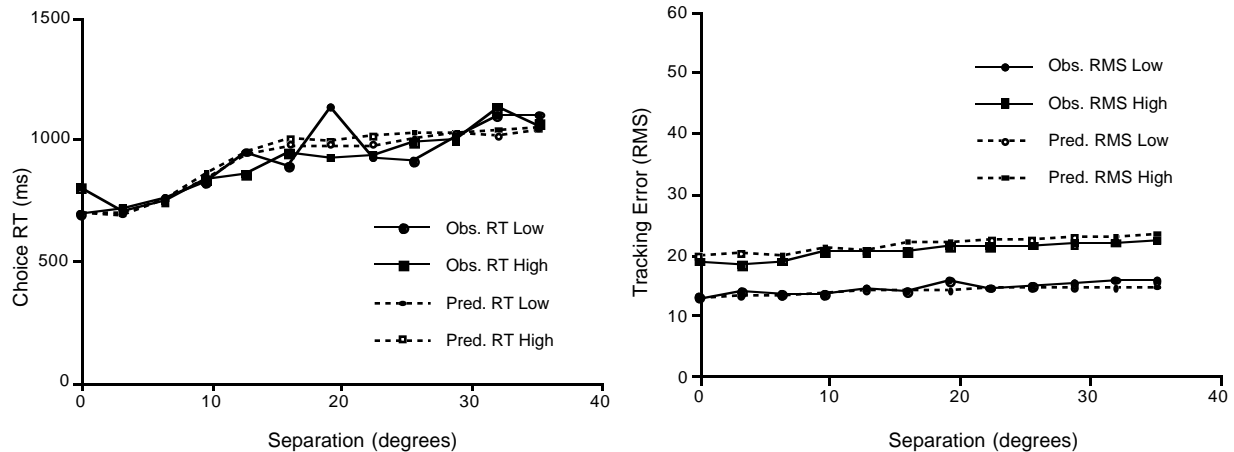 1500
1000
500
0
Choice RT (ms)
Obs. RT Low
Obs. RT High
Pred. RT Low
Pred. RT High
0 10 20 30 40
Separation (degrees)
60
50
40
30
20
10
0
Tracking Error (RMS)
Obs. RMS Low
Obs. RMS High
Pred. RMS Low
Pred. RMS High
0 10 20 30 40
Separation (degrees)